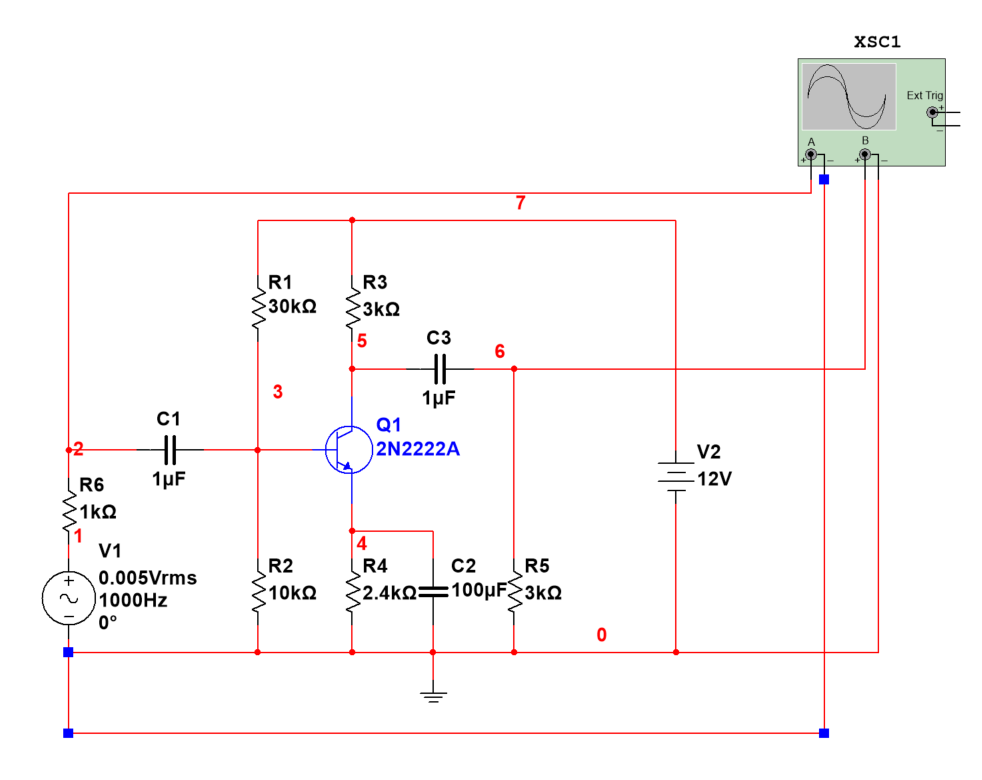 XSC1
Ext Trig
+
–
A
B
+
–
+
–
7
R1
30kΩ
R3
3kΩ
5
C3
1µF
6
3
C1
1µF
2
Q1
2N2222A
V2
12V
R6
1kΩ
1
V1
0.005Vrms
1000Hz
0°
4
R2
10kΩ
R4
2.4kΩ
C2
100µF
R5
3kΩ
0